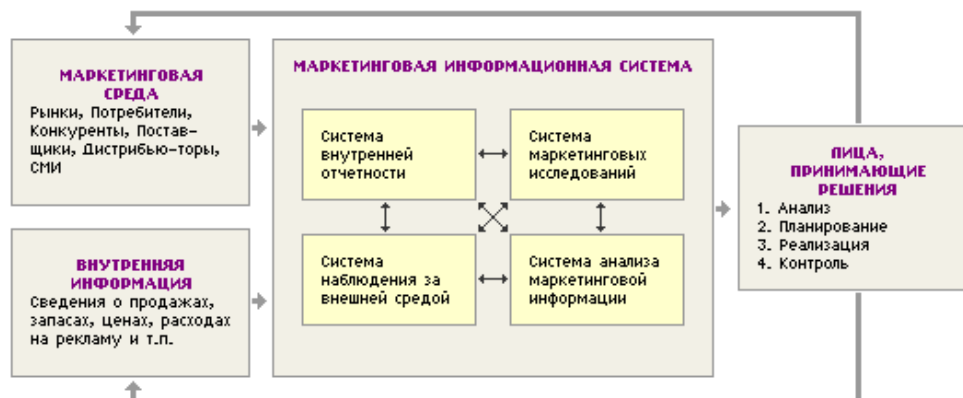 МАРКЕТИНГОВАЯ
СРЕДА
Рынки, Потребители,
Конкуренты, Постав-
щики, Дистрибью-торы,
СМИ
ВНУТРЕННЯЯ
ИНФОРМАЦИЯ
Сведения о продажах,
запасах, ценах, расходах
на рекламу и т.п.
МАРКЕТИНГОВАЯ ИНФОРМАЦИОННАЯ СИСТЕМА
Система
внутренней
отчетности
Система
маркетинговых
исследований
Система
наблюдения за
внешней средой
Система анализа
маркетинговой
информации
ЛИЦА,
ПРИНИМАЮЩИЕ
РЕШЕНИЯ
1. Анализ
2. Планирование
3. Реализация
4. Контроль